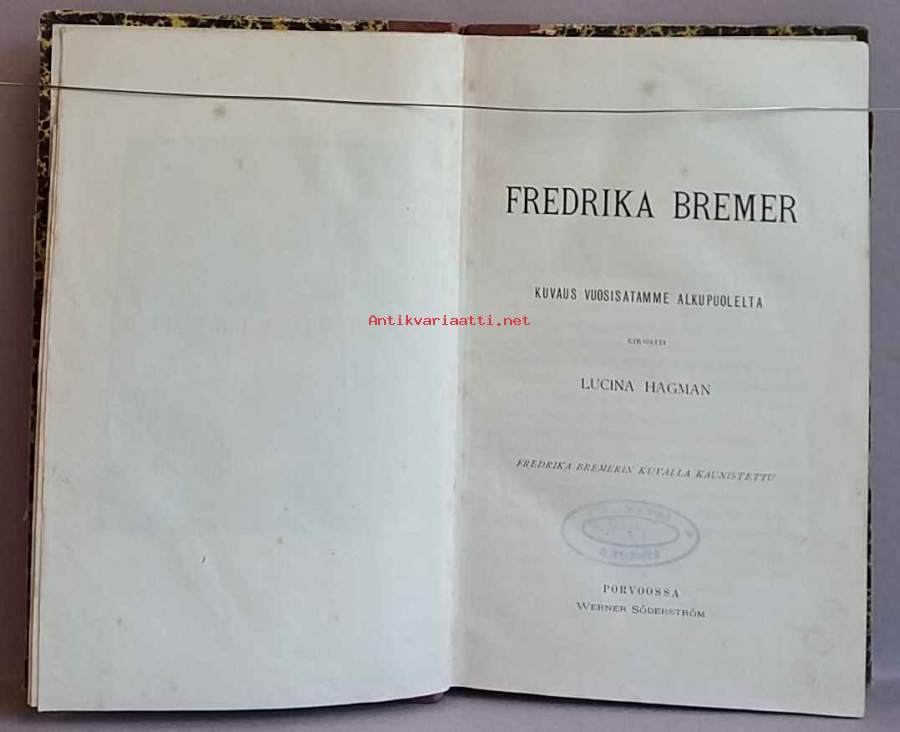 FREDRIKA BREMER
KUVAUS VUOSISATAMME ALKUPUOLELTA
Antikvariaatti.net
LUCINA HAGMAN
FREDRIKA BREMERIN KUVALLA KAUNISTETTU
PORVOOSSA
WERNER SÖDERSTRÖM